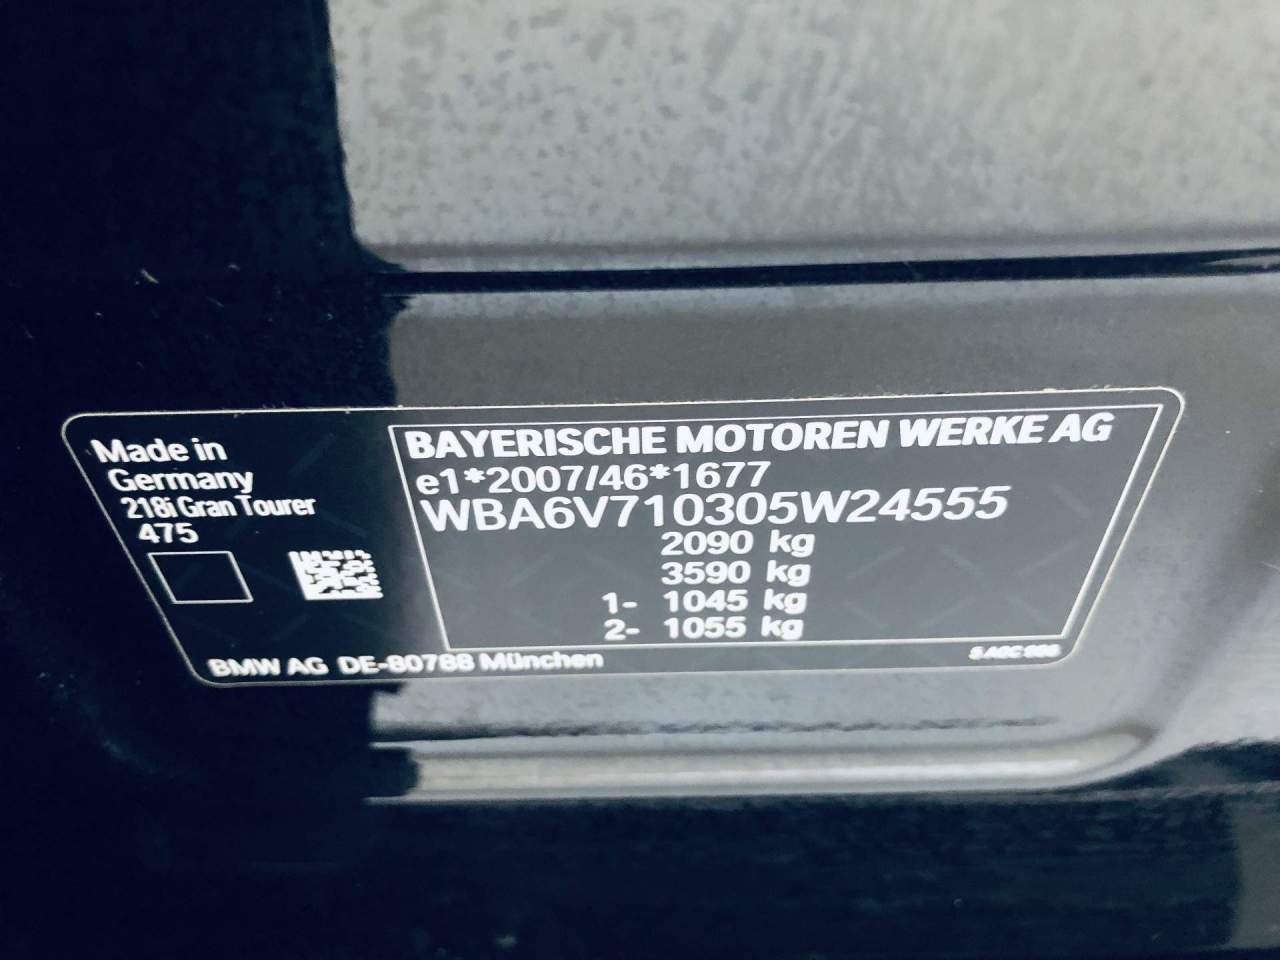 Made in
Germany
218i Gran Tourer
475
BAYERISCHE MOTOREN WERKE AG
e1*2007/46*1677
WBA6V710305W24555
2090 kg
3590 kg
1- 1045 kg
2- 1055 kg
BMW AG DE-80788 München